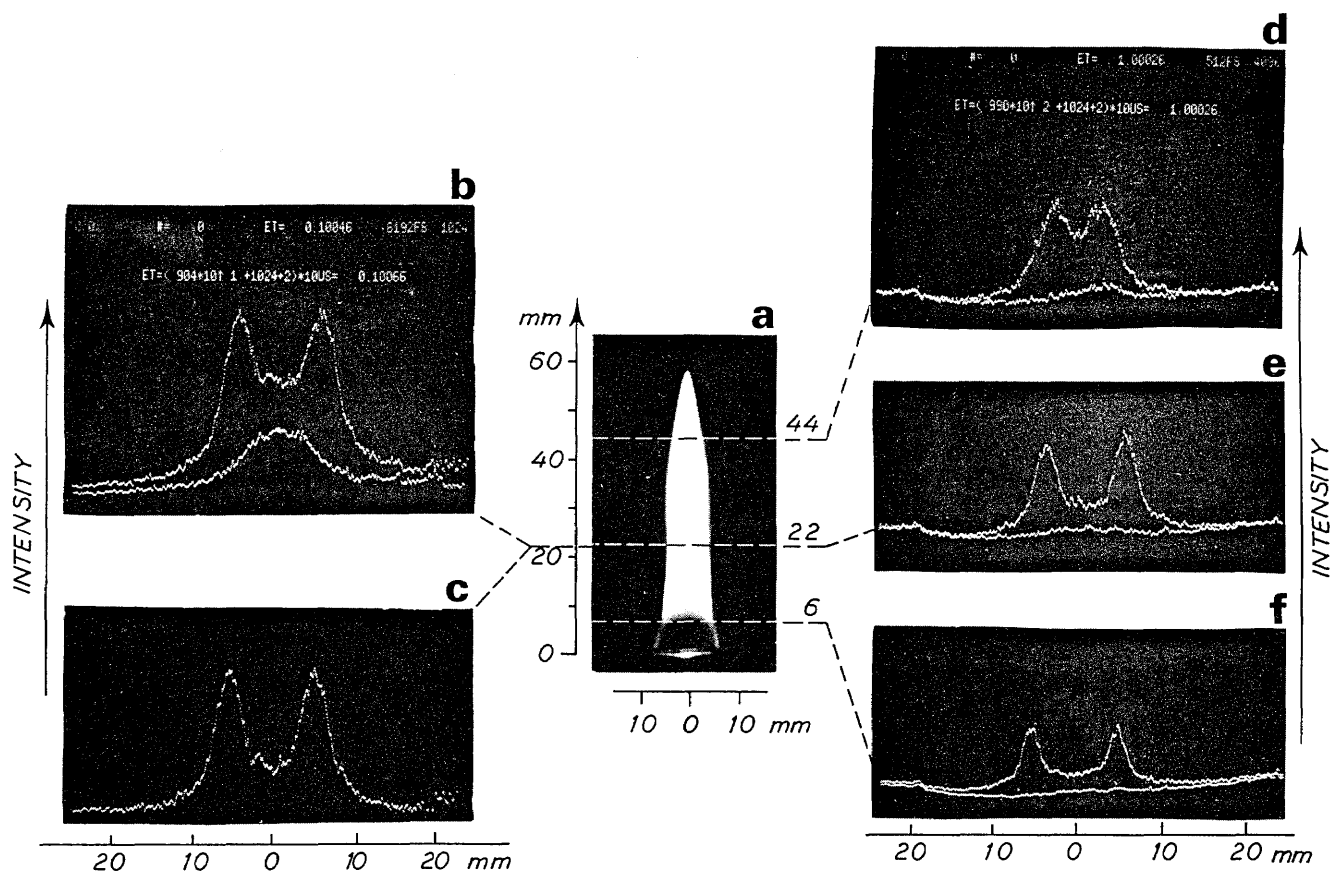 d
#= 0 ET= 1.00026 512FS 4096
ET=( 990*10↑ 2 +1024+2)*10US= 1.00026
b
#= 0 ET= 0.10046 8192FS 1024
ET=( 904*10↑ 1 +1024+2)*10US= 0.10066
INTENSITY
a
mm
60
40
20
0
44
22
6
10 0 10 mm
e
INTENSITY
c
f
20 10 0 10 20 mm
20 10 0 10 20 mm